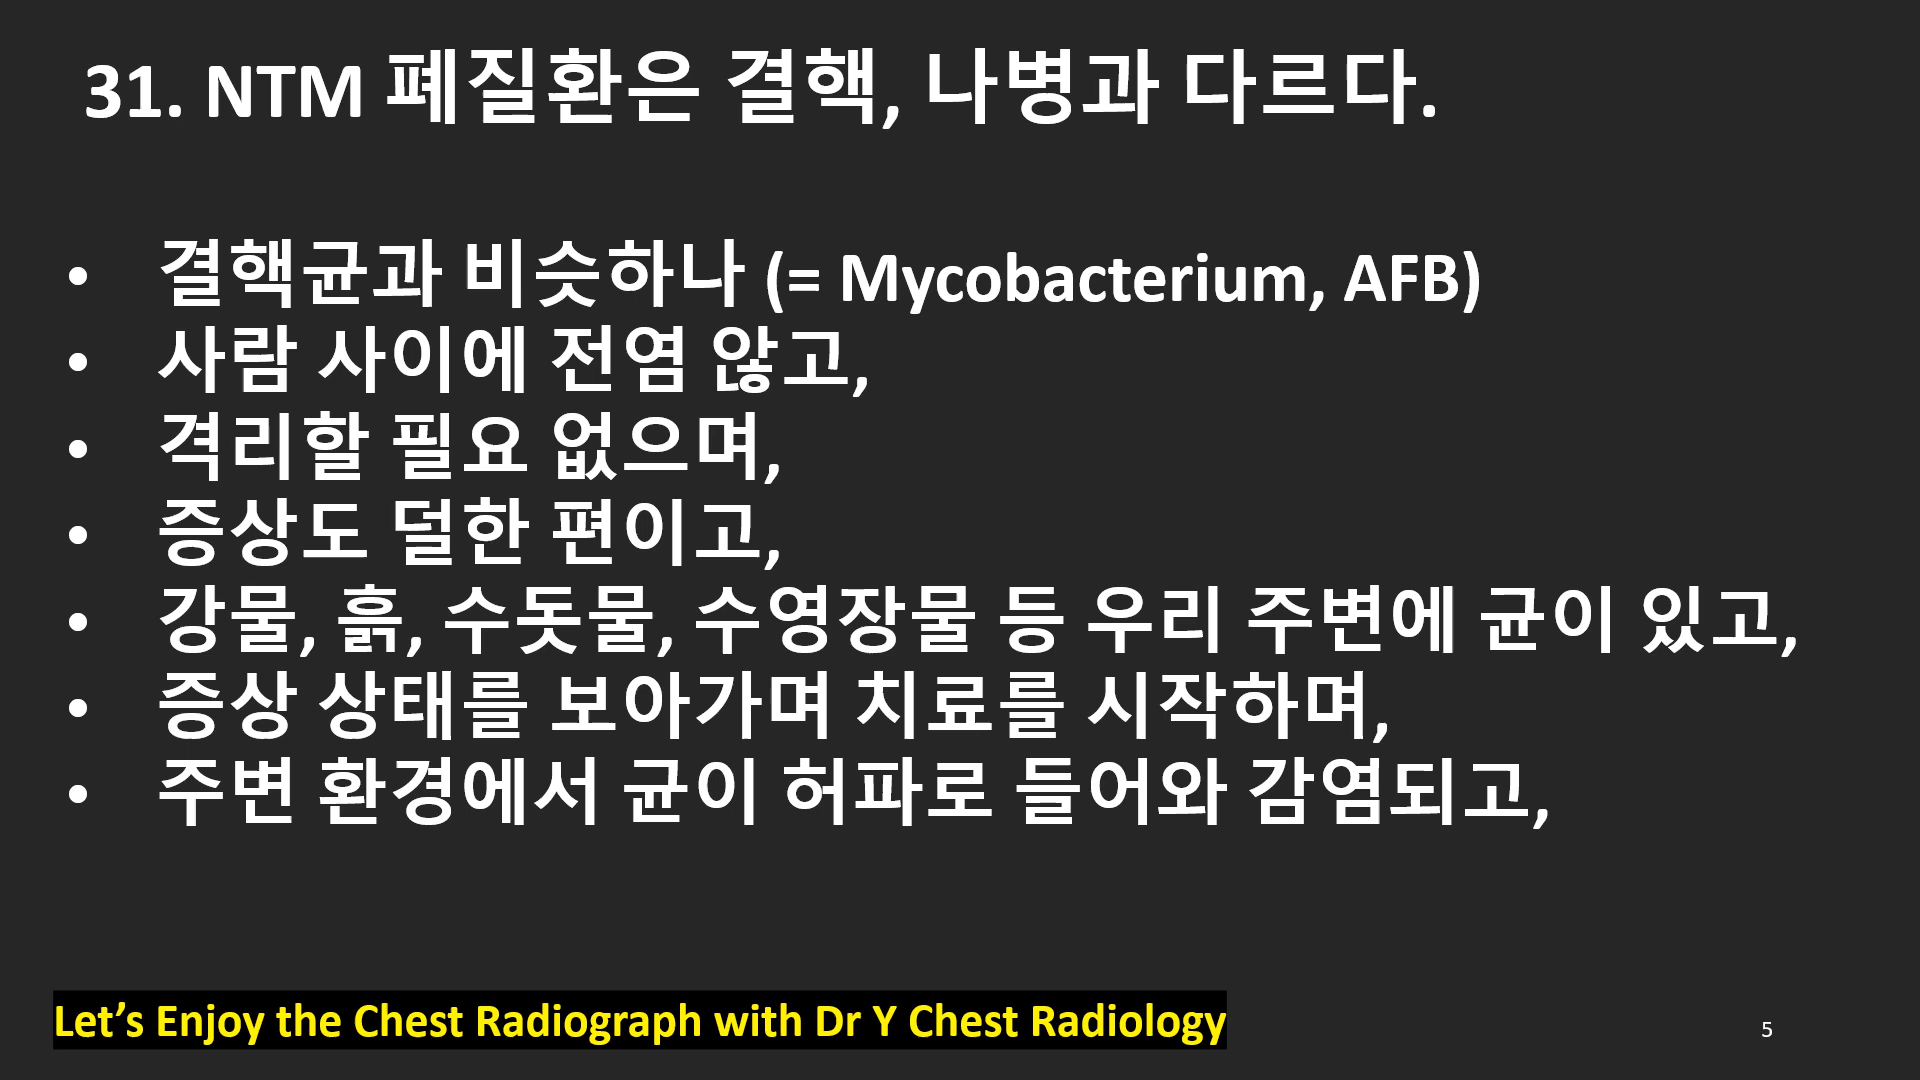 31. NTM 폐질환은 결핵, 나병과 다르다.
• 결핵균과 비슷하나 (= Mycobacterium, AFB)
• 사람 사이에 전염 않고,
• 격리할 필요 없으며,
• 증상도 덜한 편이고,
• 강물, 흙, 수돗물, 수영장물 등 우리 주변에 균이 있고,
• 증상 상태를 보아가며 치료를 시작하며,
• 주변 환경에서 균이 허파로 들어와 감염되고,
Let’s Enjoy the Chest Radiograph with Dr Y Chest Radiology
5